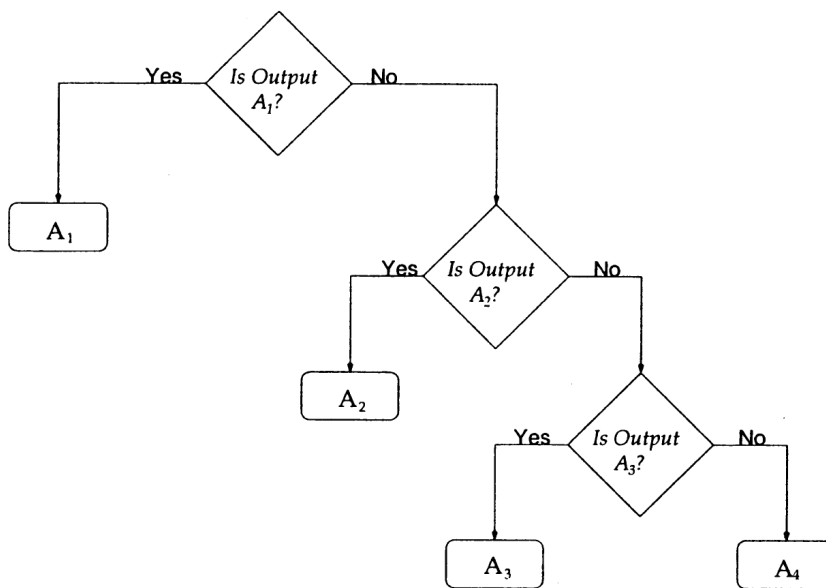 Yes
Is Output
A₁?
No
A₁
Yes
Is Output
A₂?
No
A₂
Yes
Is Output
A₃?
No
A₃
A₄